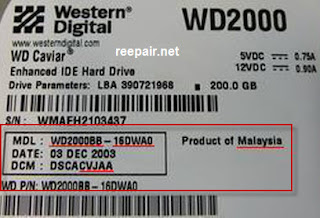 Western Digital WD2000
www.westerndigital.com
reepair.net
WD Caviar
Enhanced IDE Hard Drive
5VDC 0.75A
12VDC 0.90A
Drive Parameters: LBA 390721968 ■ 200.0 GB
S/N: WMAEH2103437
MDL: WD2000BB-16DWA0 Product of Malaysia
DATE: 03 DEC 2003
DCM: DSCACVJAA
WD P/N: WD2000BB-16DWA0